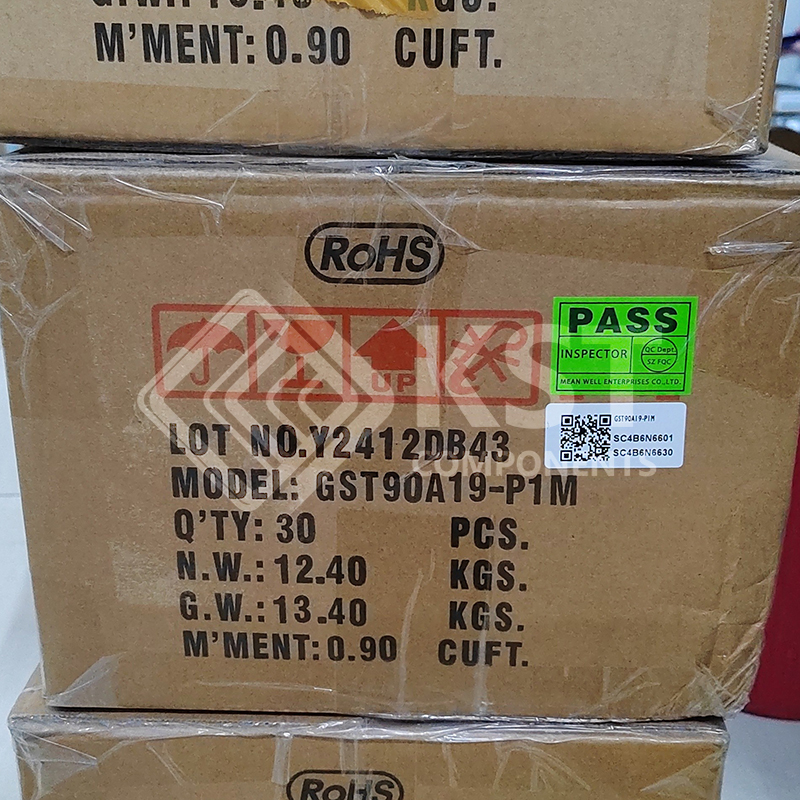 KGS.
M'MENT: 0.90 CUFT.
RoHS
UP
PASS
INSPECTOR
QC Dept.
SZ FQC
MEAN WELL ENTERPRISES CO.,LTD.
GST90A19-P1M
SC4B6N6601
SC4B6N6630
KST
COMPONENTS
LOT NO.Y2412DB43
MODEL: GST90A19-P1M
Q'TY: 30 PCS.
N.W.: 12.40 KGS.
G.W.: 13.40 KGS.
M'MENT: 0.90 CUFT.
RoHS